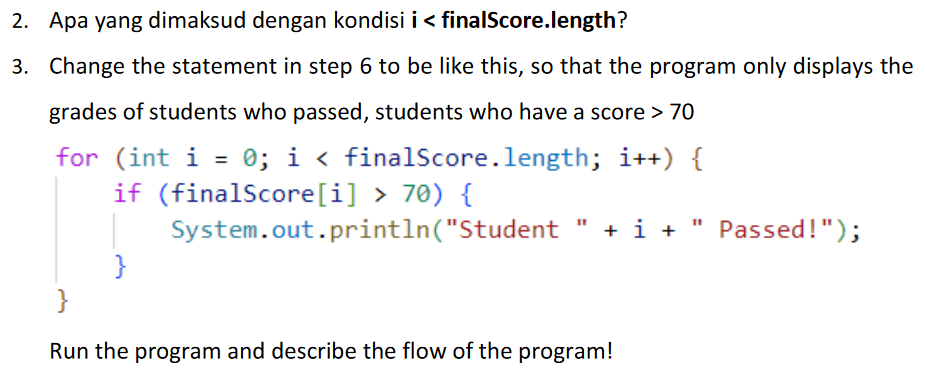 2. Apa yang dimaksud dengan kondisi i < finalScore.length?
3. Change the statement in step 6 to be like this, so that the program only displays the
grades of students who passed, students who have a score > 70
for (int i = 0; i < finalScore.length; i++) {
    if (finalScore[i] > 70) {
        System.out.println("Student " + i + " Passed!");
    }
}
Run the program and describe the flow of the program!